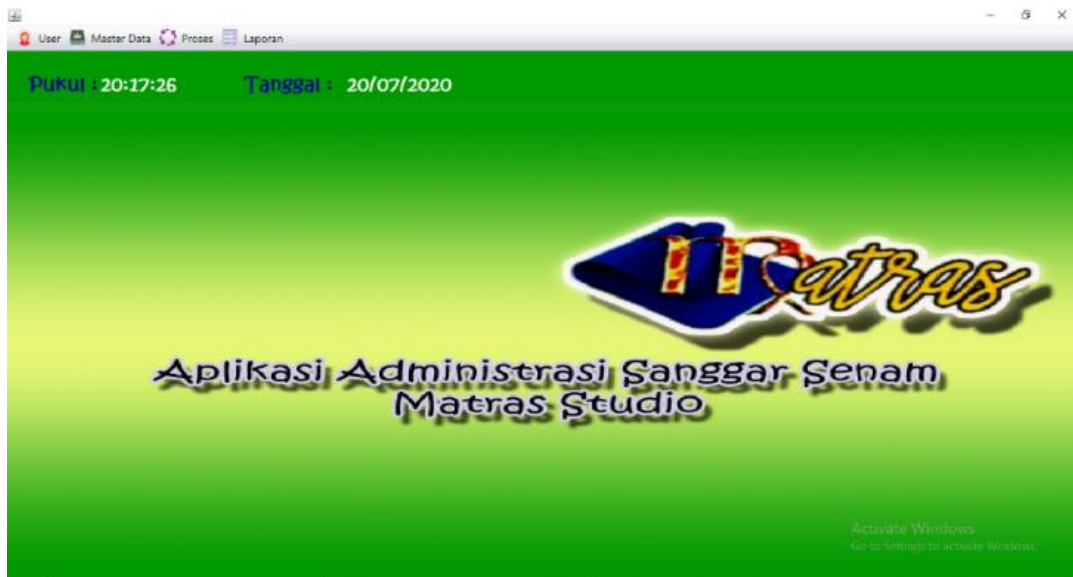 User Master Data Proses Laporan
Pukul : 20:17:26 Tanggal : 20/07/2020
Matras
Aplikasi Administrasi Sanggar Senam
Matras Studio
Activate Windows
Go to Settings to activate Windows.